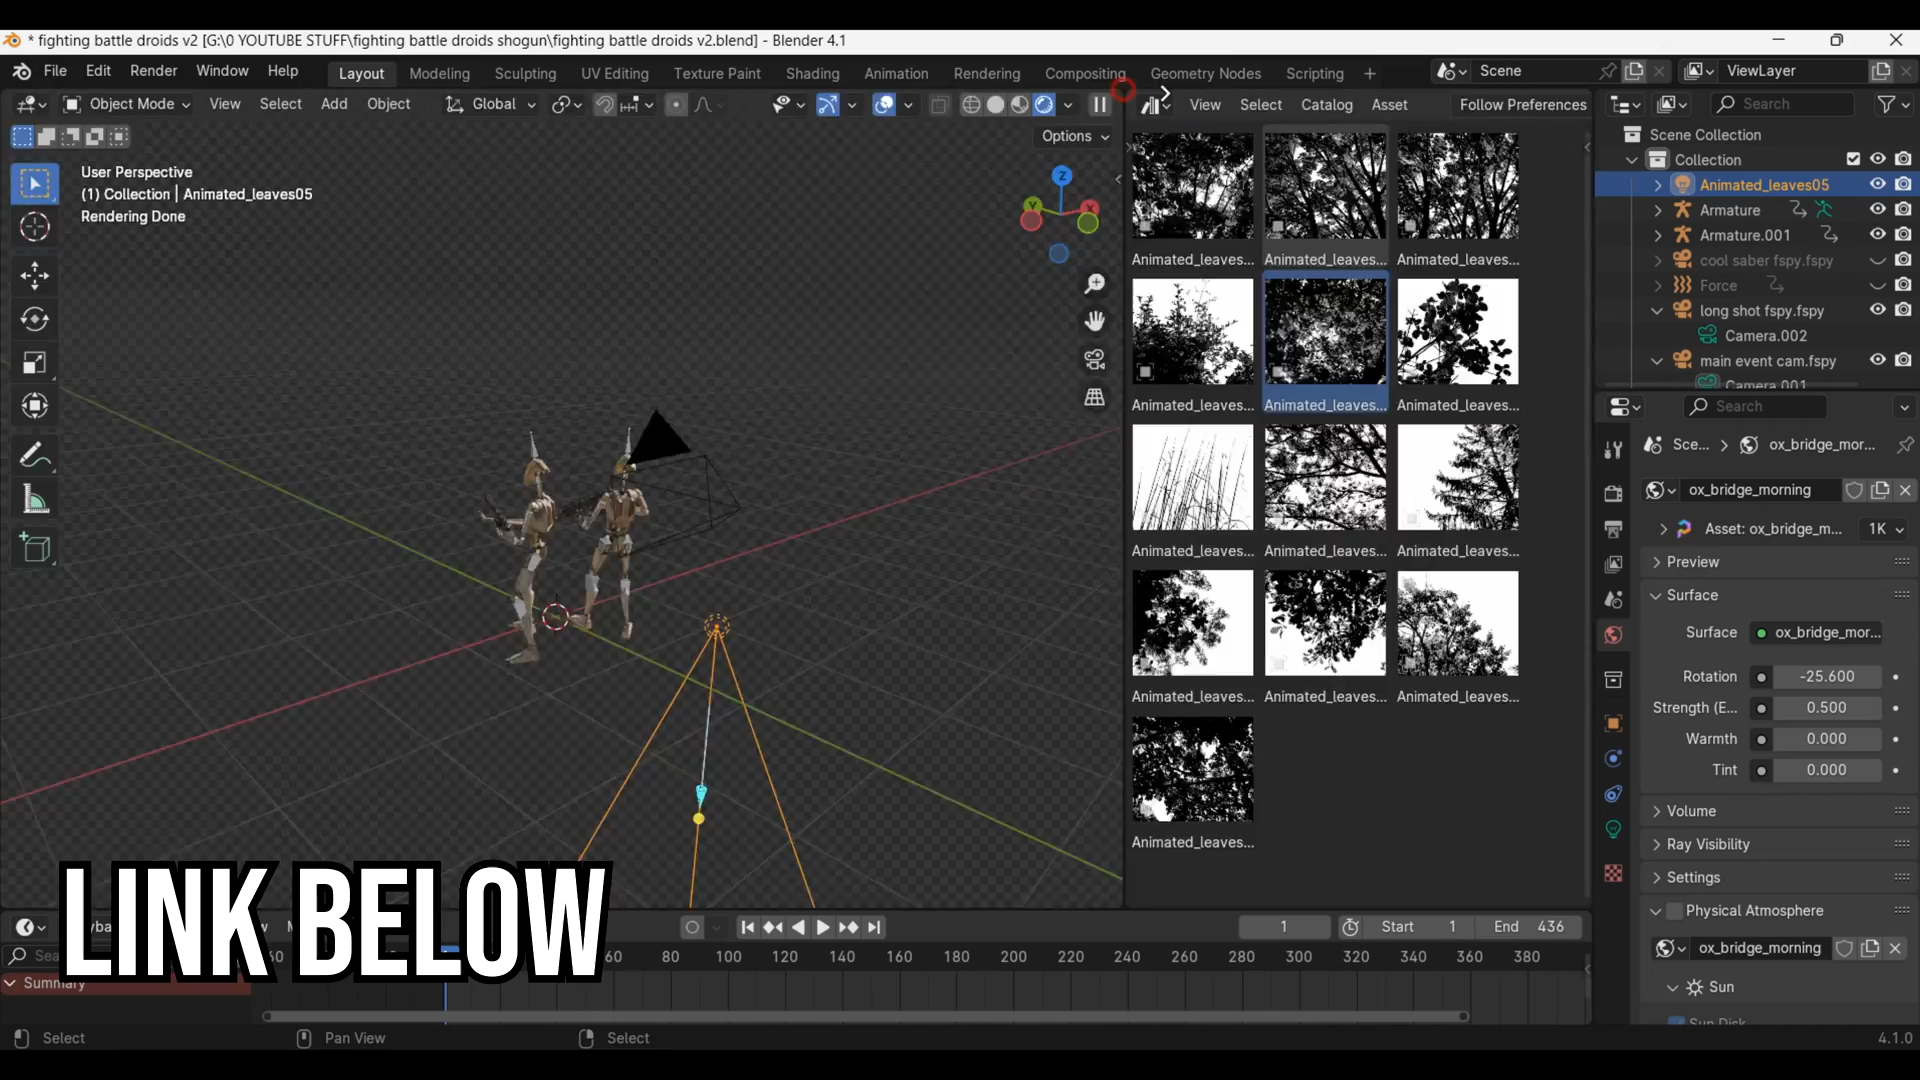 * fighting battle droids v2 [G:\0 YOUTUBE STUFF\fighting battle droids shogun\fighting battle droids v2.blend] - Blender 4.1
File Edit Render Window Help
Layout Modeling Sculpting UV Editing Texture Paint Shading Animation Rendering Compositing Geometry Nodes Scripting +
Scene
ViewLayer
Object Mode View Select Add Object Global
View Select Catalog Asset Follow Preferences
Search
Options
User Perspective
(1) Collection | Animated_leaves05
Rendering Done
Z
Y
X
Animated_leaves... Animated_leaves... Animated_leaves...
Animated_leaves... Animated_leaves... Animated_leaves...
Animated_leaves... Animated_leaves... Animated_leaves...
Animated_leaves... Animated_leaves... Animated_leaves...
Animated_leaves...
Scene Collection
Collection
Animated_leaves05
Armature
Armature.001
cool saber fspy.fspy
Force
long shot fspy.fspy
Camera.002
main event cam.fspy
Camera.001
Search
Sce... > ox_bridge_mor...
ox_bridge_morning
Asset: ox_bridge_m... 1K
Preview
Surface
Surface ox_bridge_mor...
Rotation -25.600
Strength (E... 0.500
Warmth 0.000
Tint 0.000
Volume
Ray Visibility
Settings
Physical Atmosphere
ox_bridge_morning
Sun
Sun Disk
LINK BELOW
1 Start 1 End 436
60 80 100 120 140 160 180 200 220 240 260 280 300 320 340 360 380
Summary
Select Pan View Select 4.1.0